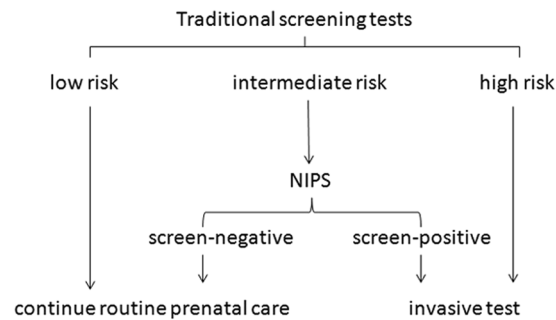 Traditional screening tests
low risk intermediate risk high risk
NIPS
screen-negative screen-positive
continue routine prenatal care invasive test